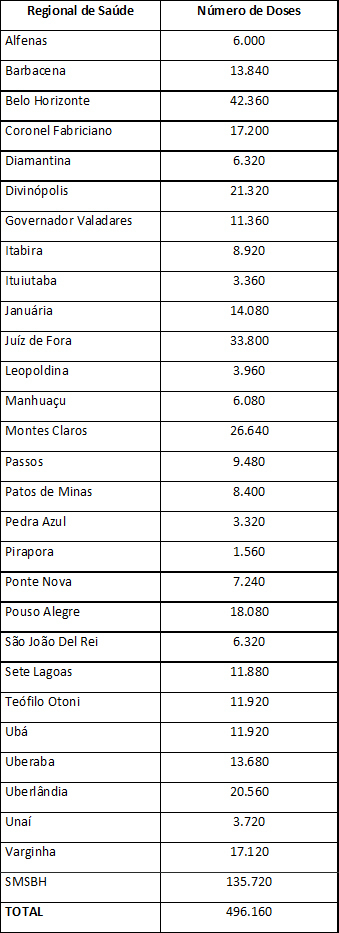 Regional de Saúde Número de Doses
Alfenas 6.000
Barbacena 13.840
Belo Horizonte 42.360
Coronel Fabriciano 17.200
Diamantina 6.320
Divinópolis 21.320
Governador Valadares 11.360
Itabira 8.920
Ituiutaba 3.360
Januária 14.080
Juíz de Fora 33.800
Leopoldina 3.960
Manhuaçu 6.080
Montes Claros 26.640
Passos 9.480
Patos de Minas 8.400
Pedra Azul 3.320
Pirapora 1.560
Ponte Nova 7.240
Pouso Alegre 18.080
São João Del Rei 6.320
Sete Lagoas 11.880
Teófilo Otoni 11.920
Ubá 11.920
Uberaba 13.680
Uberlândia 20.560
Unaí 3.720
Varginha 17.120
SMSBH 135.720
TOTAL 496.160